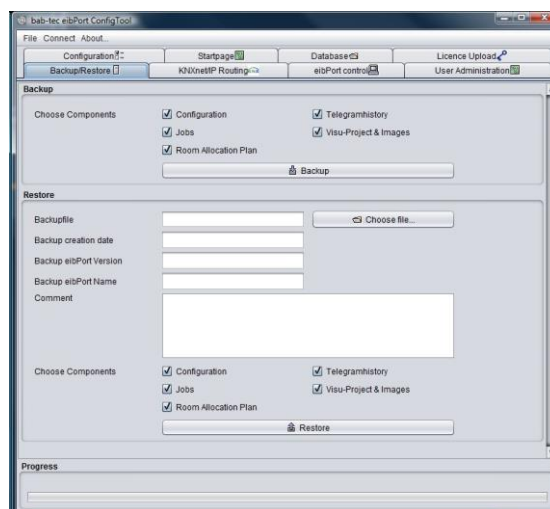 bab-tec eibPort ConfigTool
File Connect About...
Configuration Startpage Database Licence Upload
Backup/Restore KNXnet/IP Routing eibPort control User Administration
Backup
Choose Components Configuration Telegramhistory
Jobs Visu-Project & Images
Room Allocation Plan
Backup
Restore
Backupfile Choose file...
Backup creation date
Backup eibPort Version
Backup eibPort Name
Comment
Choose Components Configuration Telegramhistory
Jobs Visu-Project & Images
Room Allocation Plan
Restore
Progress